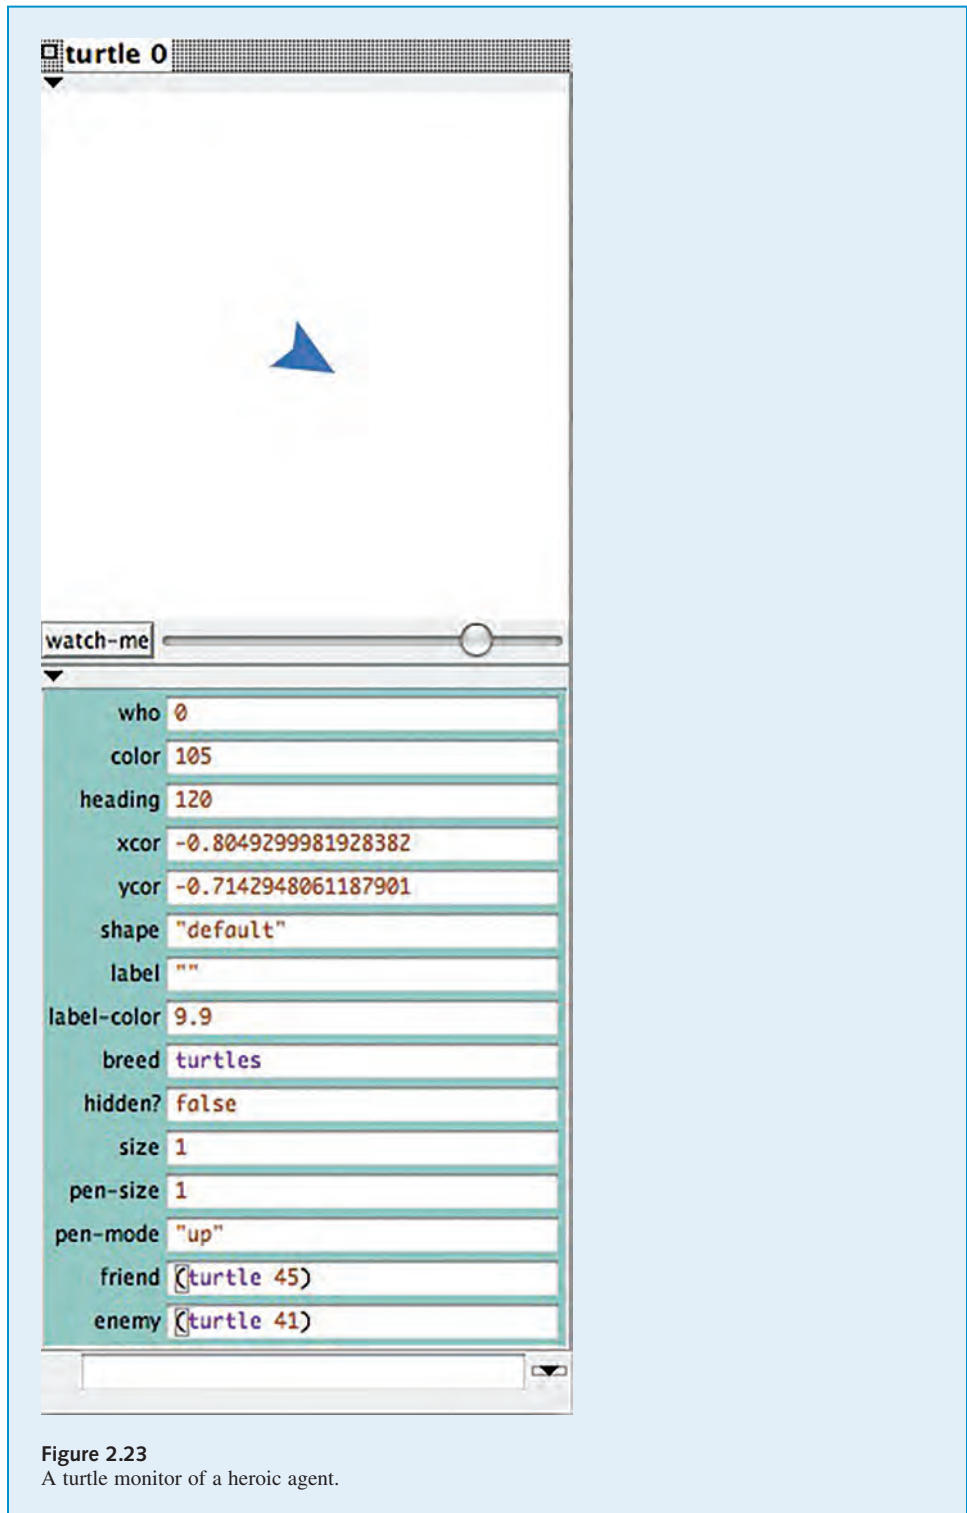 turtle 0
watch-me
who 0
color 105
heading 120
xcor -0.8049299981928382
ycor -0.7142948061187901
shape "default"
label ""
label-color 9.9
breed turtles
hidden? false
size 1
pen-size 1
pen-mode "up"
friend (turtle 45)
enemy (turtle 41)
Figure 2.23
A turtle monitor of a heroic agent.